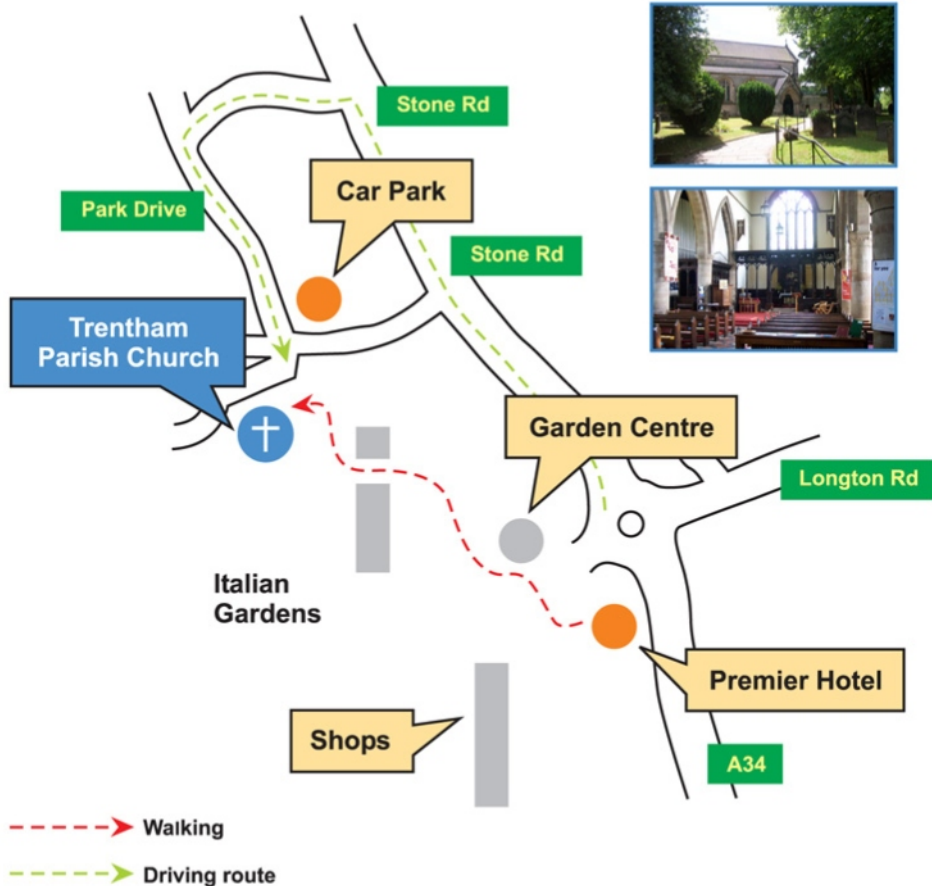 Stone Rd
Car Park
Park Drive
Stone Rd
Trentham
Parish Church
Garden Centre
Longton Rd
Italian
Gardens
Premier Hotel
Shops
A34
Walking
Driving route